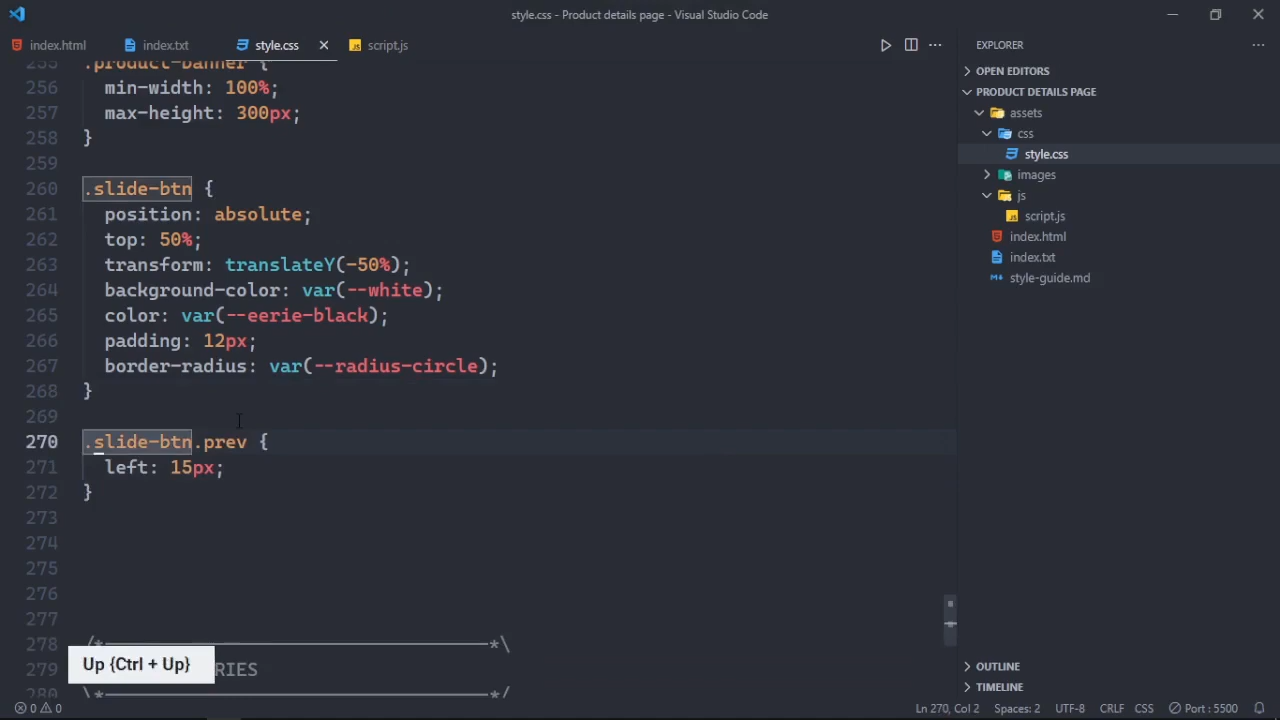 style.css - Product details page - Visual Studio Code
index.html
index.txt
style.css
script.js
255 .product-banner {
256 min-width: 100%;
257 max-height: 300px;
258 }
259
260 .slide-btn {
261 position: absolute;
262 top: 50%;
263 transform: translateY(-50%);
264 background-color: var(--white);
265 color: var(--eerie-black);
266 padding: 12px;
267 border-radius: var(--radius-circle);
268 }
269
270 .slide-btn.prev {
271 left: 15px;
272 }
273
274
275
276
277
278 /*-----------------------------------*\
279 RIES
280 \*-----------------------------------*/
Up {Ctrl + Up}
EXPLORER
OPEN EDITORS
PRODUCT DETAILS PAGE
assets
css
style.css
images
js
script.js
index.html
index.txt
style-guide.md
OUTLINE
TIMELINE
0 0
Ln 270, Col 2 Spaces: 2 UTF-8 CRLF CSS Port : 5500